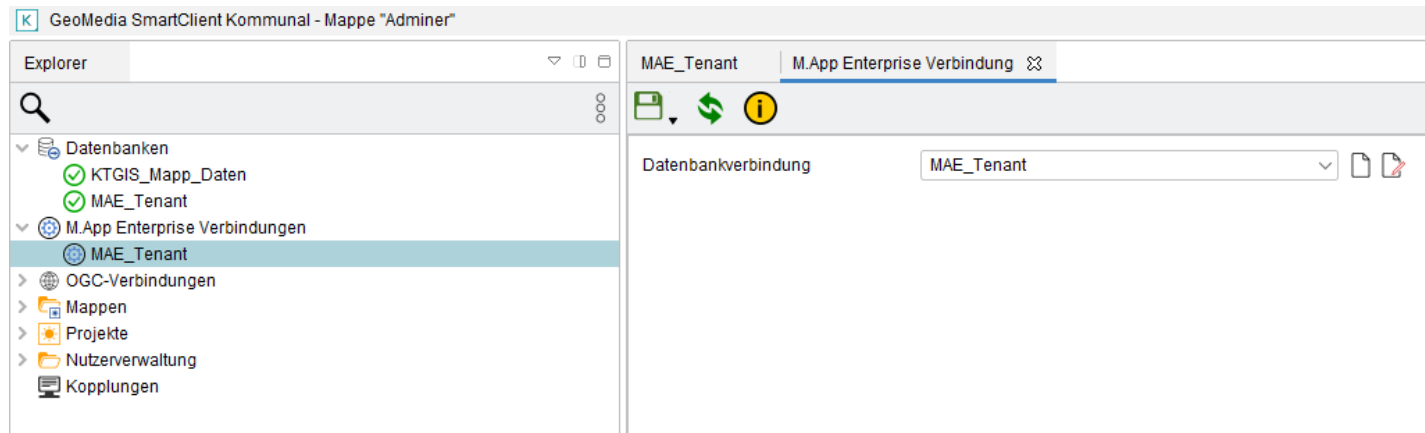 K GeoMedia SmartClient Kommunal - Mappe "Adminer"
Explorer
MAE_Tenant
M.App Enterprise Verbindung
Datenbanken
KTGIS_Mapp_Daten
MAE_Tenant
M.App Enterprise Verbindungen
MAE_Tenant
OGC-Verbindungen
Mappen
Projekte
Nutzerverwaltung
Kopplungen
Datenbankverbindung
MAE_Tenant